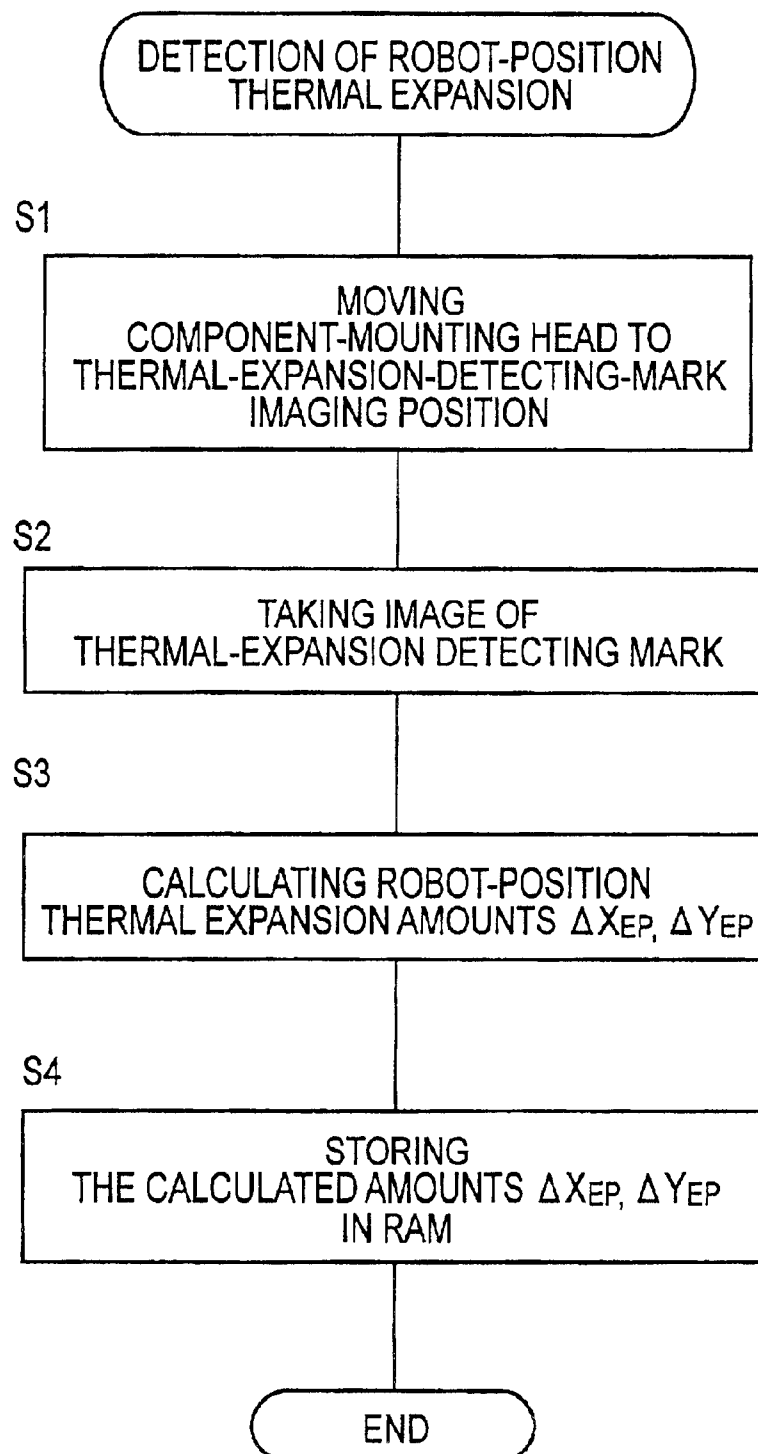 DETECTION OF ROBOT-POSITION
THERMAL EXPANSION
S1
MOVING
COMPONENT-MOUNTING HEAD TO
THERMAL-EXPANSION-DETECTING-MARK
IMAGING POSITION
S2
TAKING IMAGE OF
THERMAL-EXPANSION DETECTING MARK
S3
CALCULATING ROBOT-POSITION
THERMAL EXPANSION AMOUNTS ΔXEP, ΔYEP
S4
STORING
THE CALCULATED AMOUNTS ΔXEP, ΔYEP
IN RAM
END